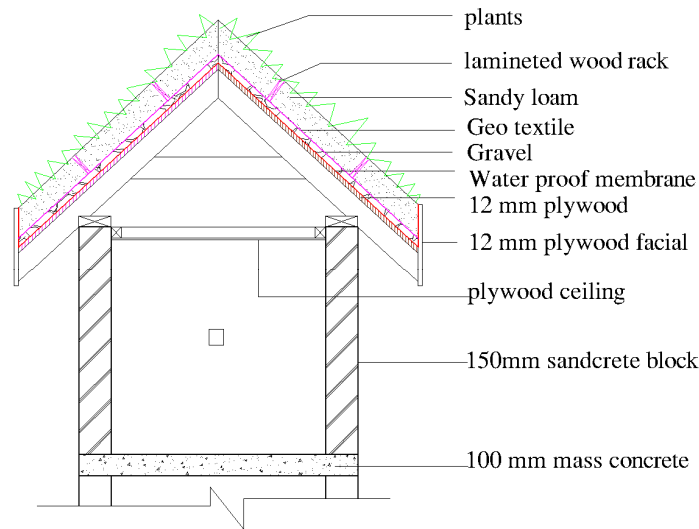 plants
lamineted wood rack
Sandy loam
Geo textile
Gravel
Water proof membrane
12 mm plywood
12 mm plywood facial
plywood ceiling
150mm sandcrete block
100 mm mass concrete